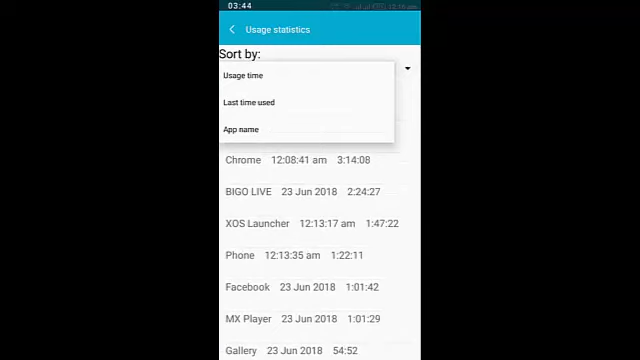 03:44
12:15 am
Usage statistics
Sort by:
Usage time
Last time used
App name
Chrome 12:08:41 am 3:14:08
BIGO LIVE 23 Jun 2018 2:24:27
XOS Launcher 12:13:17 am 1:47:22
Phone 12:13:35 am 1:22:11
Facebook 23 Jun 2018 1:01:42
MX Player 23 Jun 2018 1:01:29
Gallery 23 Jun 2018 54:52